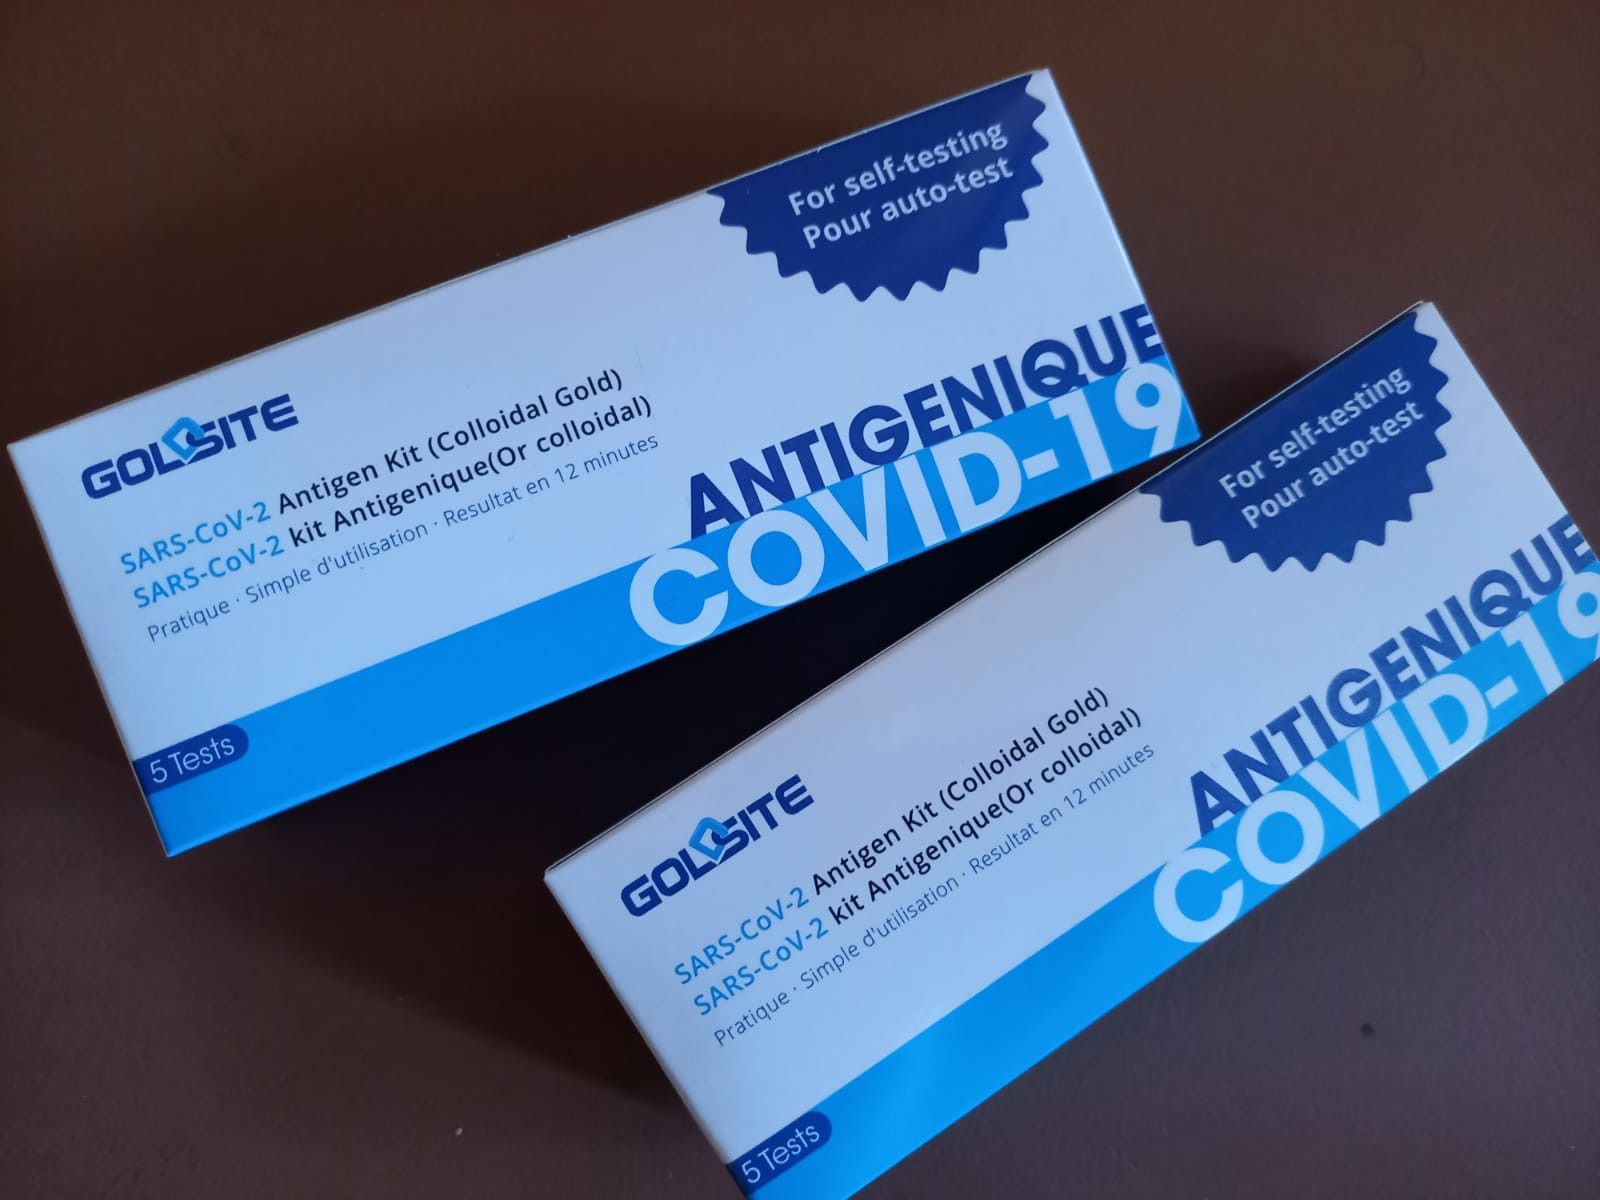 For self-testing
Pour auto-test
GOLDSITE
SARS-CoV-2 Antigen Kit (Colloidal Gold)
SARS-CoV-2 kit Antigenique(Or colloidal)
Pratique · Simple d'utilisation · Resultat en 12 minutes
ANTIGENIQUE
COVID-19
5 Tests
For self-testing
Pour auto-test
GOLDSITE
SARS-CoV-2 Antigen Kit (Colloidal Gold)
SARS-CoV-2 kit Antigenique(Or colloidal)
Pratique · Simple d'utilisation · Resultat en 12 minutes
ANTIGENIQUE
COVID-19
5 Tests